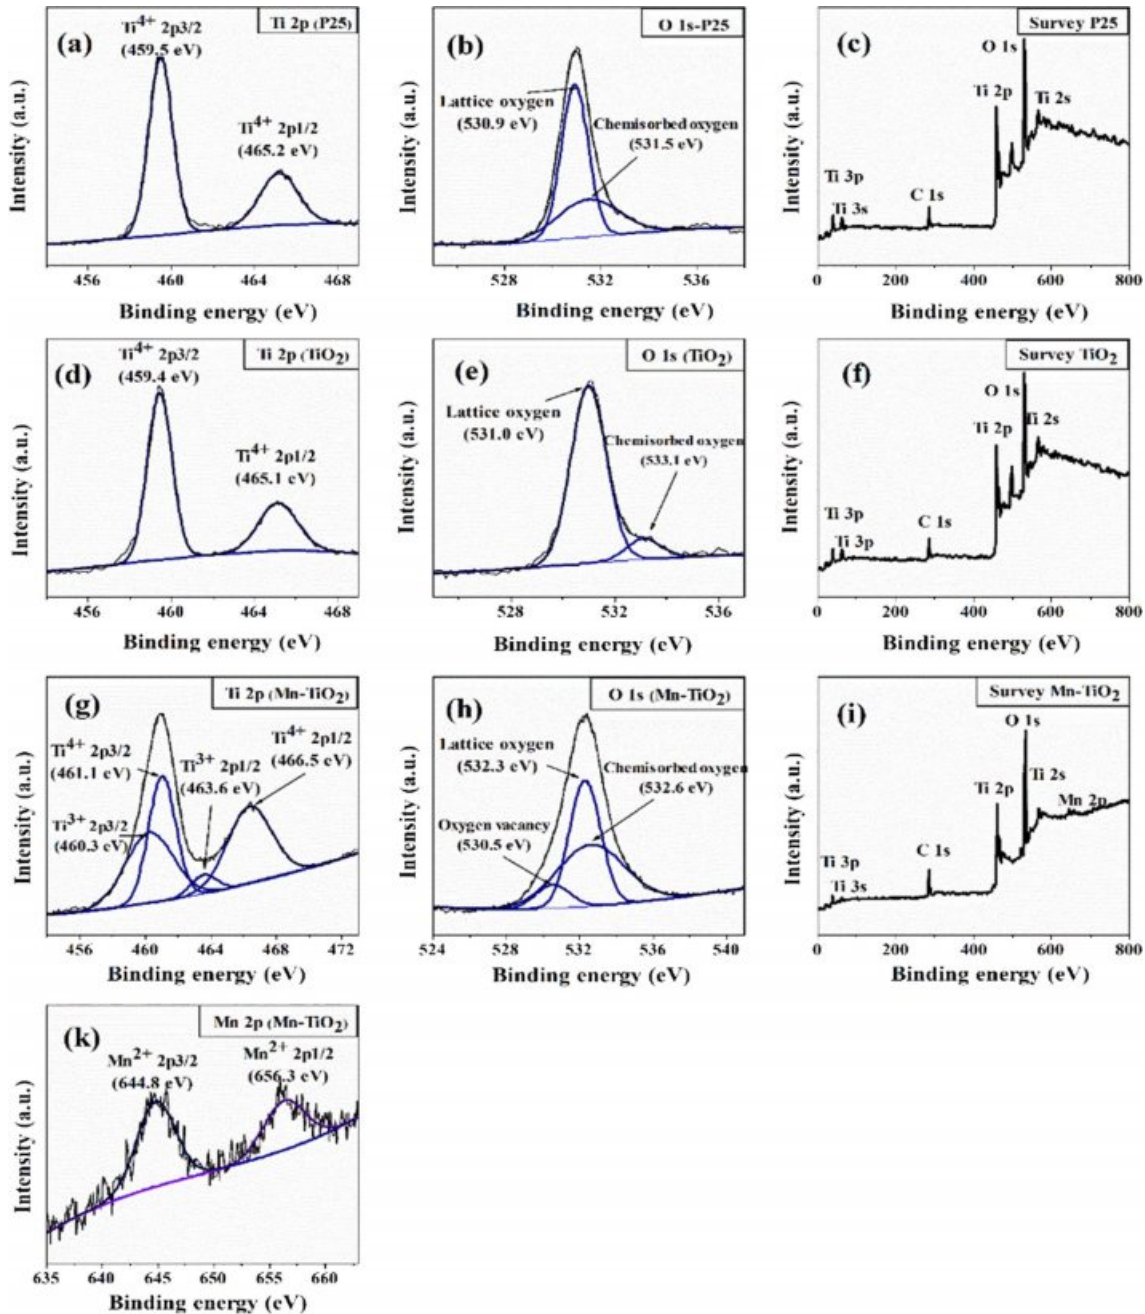 (a)
Ti 2p (P25)
Ti4+ 2p3/2
(459.5 eV)
Ti4+ 2p1/2
(465.2 eV)
Intensity (a.u.)
456 460 464 468
Binding energy (eV)
(b)
O 1s-P25
Lattice oxygen
(530.9 eV)
Chemisorbed oxygen
(531.5 eV)
Intensity (a.u.)
528 532 536
Binding energy (eV)
(c)
Survey P25
O 1s
Ti 2p
Ti 2s
Ti 3p
Ti 3s
C 1s
Intensity (a.u.)
0 200 400 600 800
Binding energy (eV)
(d)
Ti 2p (TiO2)
Ti4+ 2p3/2
(459.4 eV)
Ti4+ 2p1/2
(465.1 eV)
Intensity (a.u.)
456 460 464 468
Binding energy (eV)
(e)
O 1s (TiO2)
Lattice oxygen
(531.0 eV)
Chemisorbed oxygen
(533.1 eV)
Intensity (a.u.)
528 532 536
Binding energy (eV)
(f)
Survey TiO2
O 1s
Ti 2p
Ti 2s
Ti 3p
Ti 3p
C 1s
Intensity (a.u.)
0 200 400 600 800
Binding energy (eV)
(g)
Ti 2p (Mn-TiO2)
Ti4+ 2p3/2
(461.1 eV)
Ti3+ 2p1/2
(463.6 eV)
Ti4+ 2p1/2
(466.5 eV)
Ti3+ 2p3/2
(460.3 eV)
Intensity (a.u.)
456 460 464 468 472
Binding energy (eV)
(h)
O 1s (Mn-TiO2)
Lattice oxygen
(532.3 eV)
Chemisorbed oxygen
(532.6 eV)
Oxygen vacancy
(530.5 eV)
Intensity (a.u.)
524 528 532 536 540
Binding energy (eV)
(i)
Survey Mn-TiO2
O 1s
Ti 2p
Ti 2s
Mn 2p
Ti 3p
Ti 3s
C 1s
Intensity (a.u.)
0 200 400 600 800
Binding energy (eV)
(k)
Mn 2p (Mn-TiO2)
Mn2+ 2p3/2
(644.8 eV)
Mn2+ 2p1/2
(656.3 eV)
Intensity (a.u.)
635 640 645 650 655 660
Binding energy (eV)